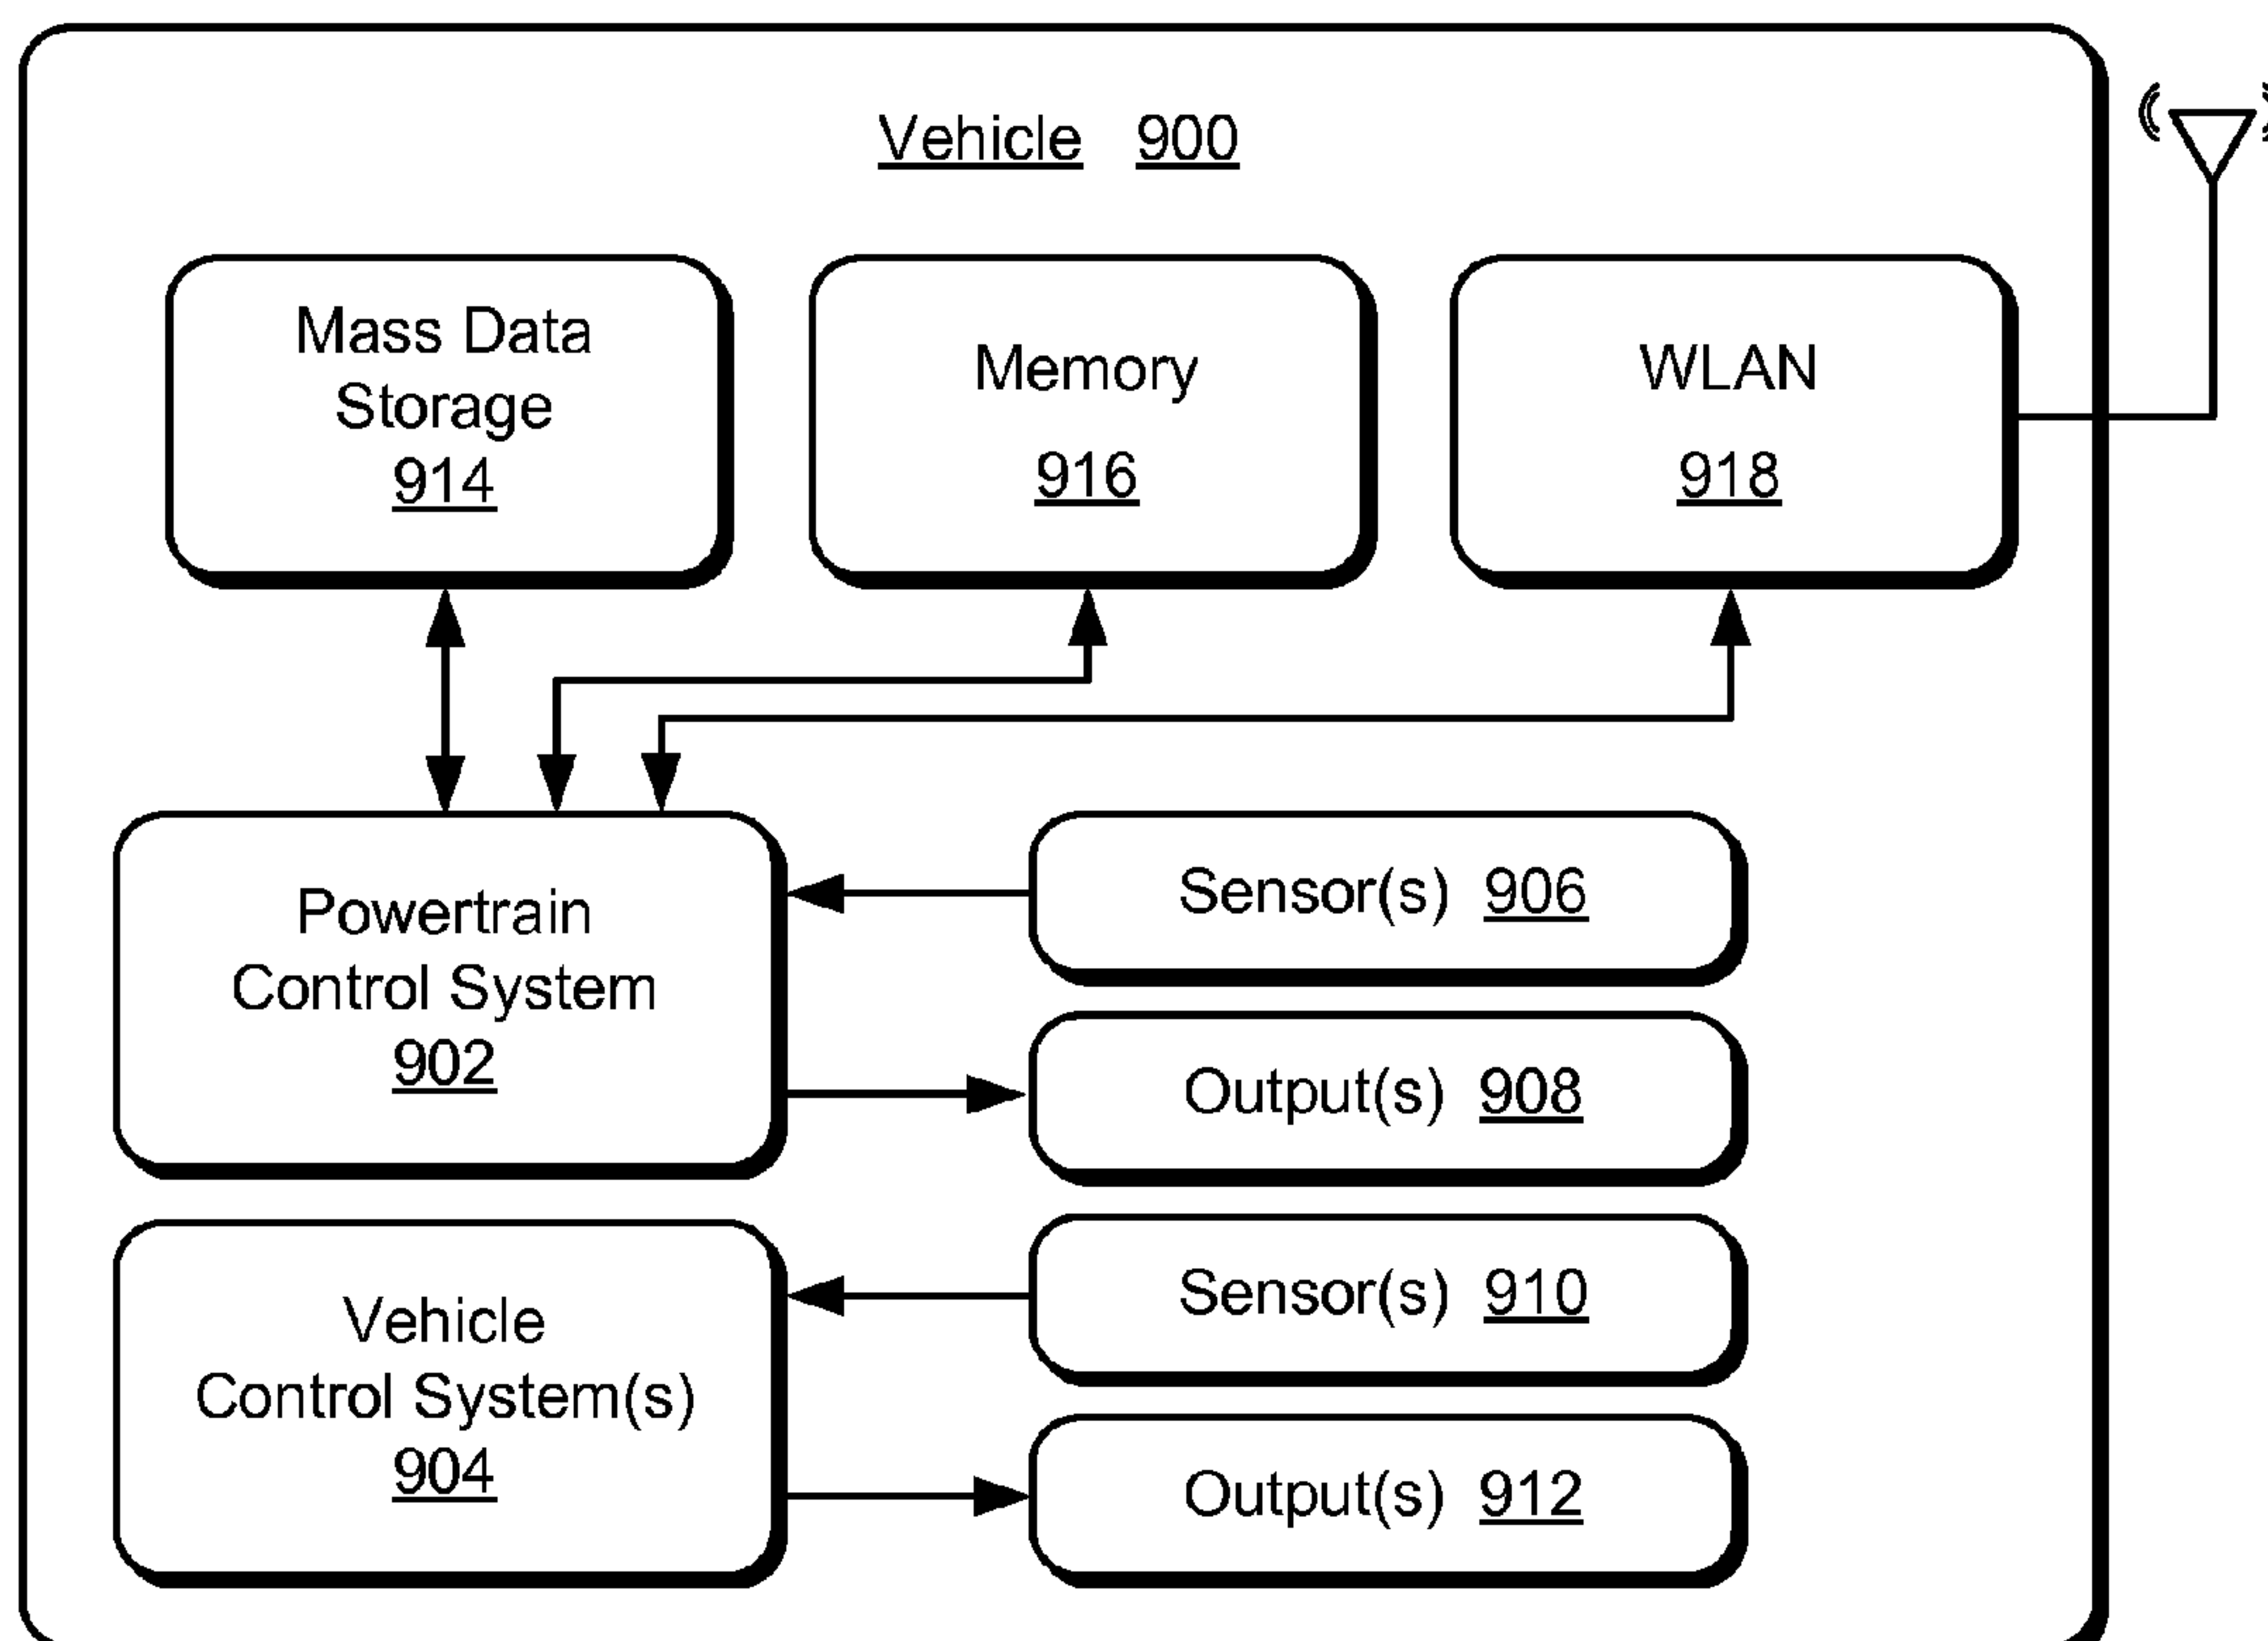 Vehicle 900
Mass Data
Storage
914
Memory
916
WLAN
918
Powertrain
Control System
902
Sensor(s) 906
Output(s) 908
Vehicle
Control System(s)
904
Sensor(s) 910
Output(s) 912